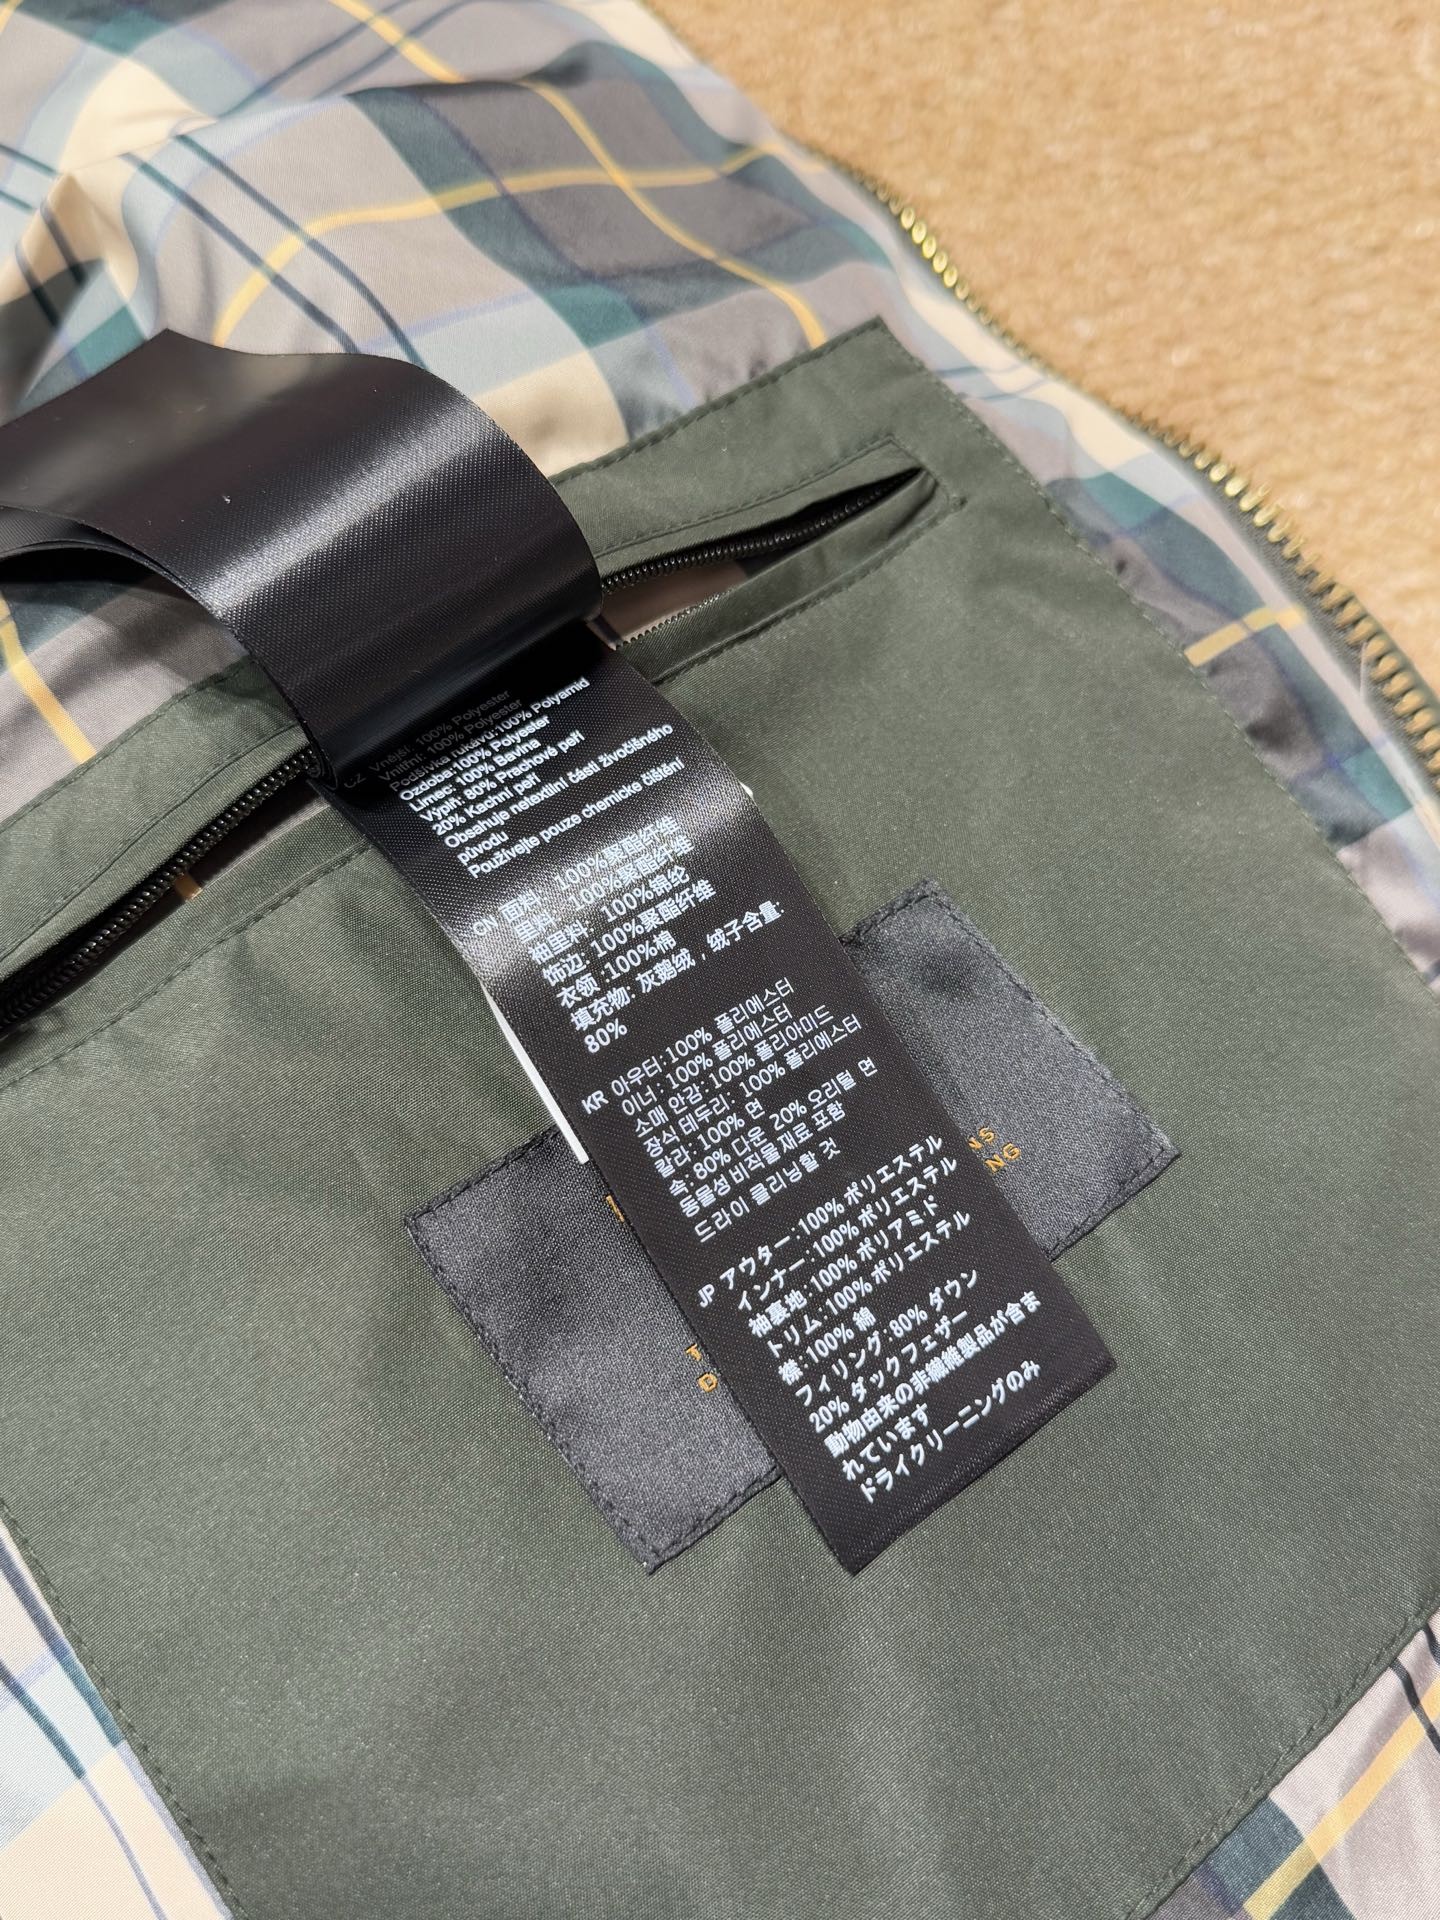 CZ Vnější: 100% Polyester
Vnitřní: 100% Polyester
Podšívka rukávů:100% Polyamid
Ozdoba:100% Polyester
Límec: 100% Bavlna
Výplň: 80% Prachové peří
20% Kachní peří
Obsahuje netextilní části živočišného
původu
Používejte pouze chemické čištění
CN 面料: 100%聚酯纤维
里料: 100%聚酯纤维
袖里料: 100%锦纶
饰边: 100%聚酯纤维
衣领 :100%棉
填充物: 灰鹅绒 , 绒子含量:
80%
KR 아우터: 100% 폴리에스터
이너 : 100% 폴리에스터
소매 안감: 100% 폴리아미드
장식 테두리: 100% 폴리에스터
칼라: 100% 면
속: 80% 다운 20% 오리털 면
동물성 비직물 재료 포함
드라이 클리닝할 것
JP アウター:100% ポリエステル
インナー:100% ポリエステル
袖裏地:100% ポリアミド
トリム:100% ポリエステル
襟:100% 綿
フィリング:80% ダウン
20% ダックフェザー
動物由来の非繊維製品が含ま
れています
ドライクリーニングのみ
NS
NG
T
D